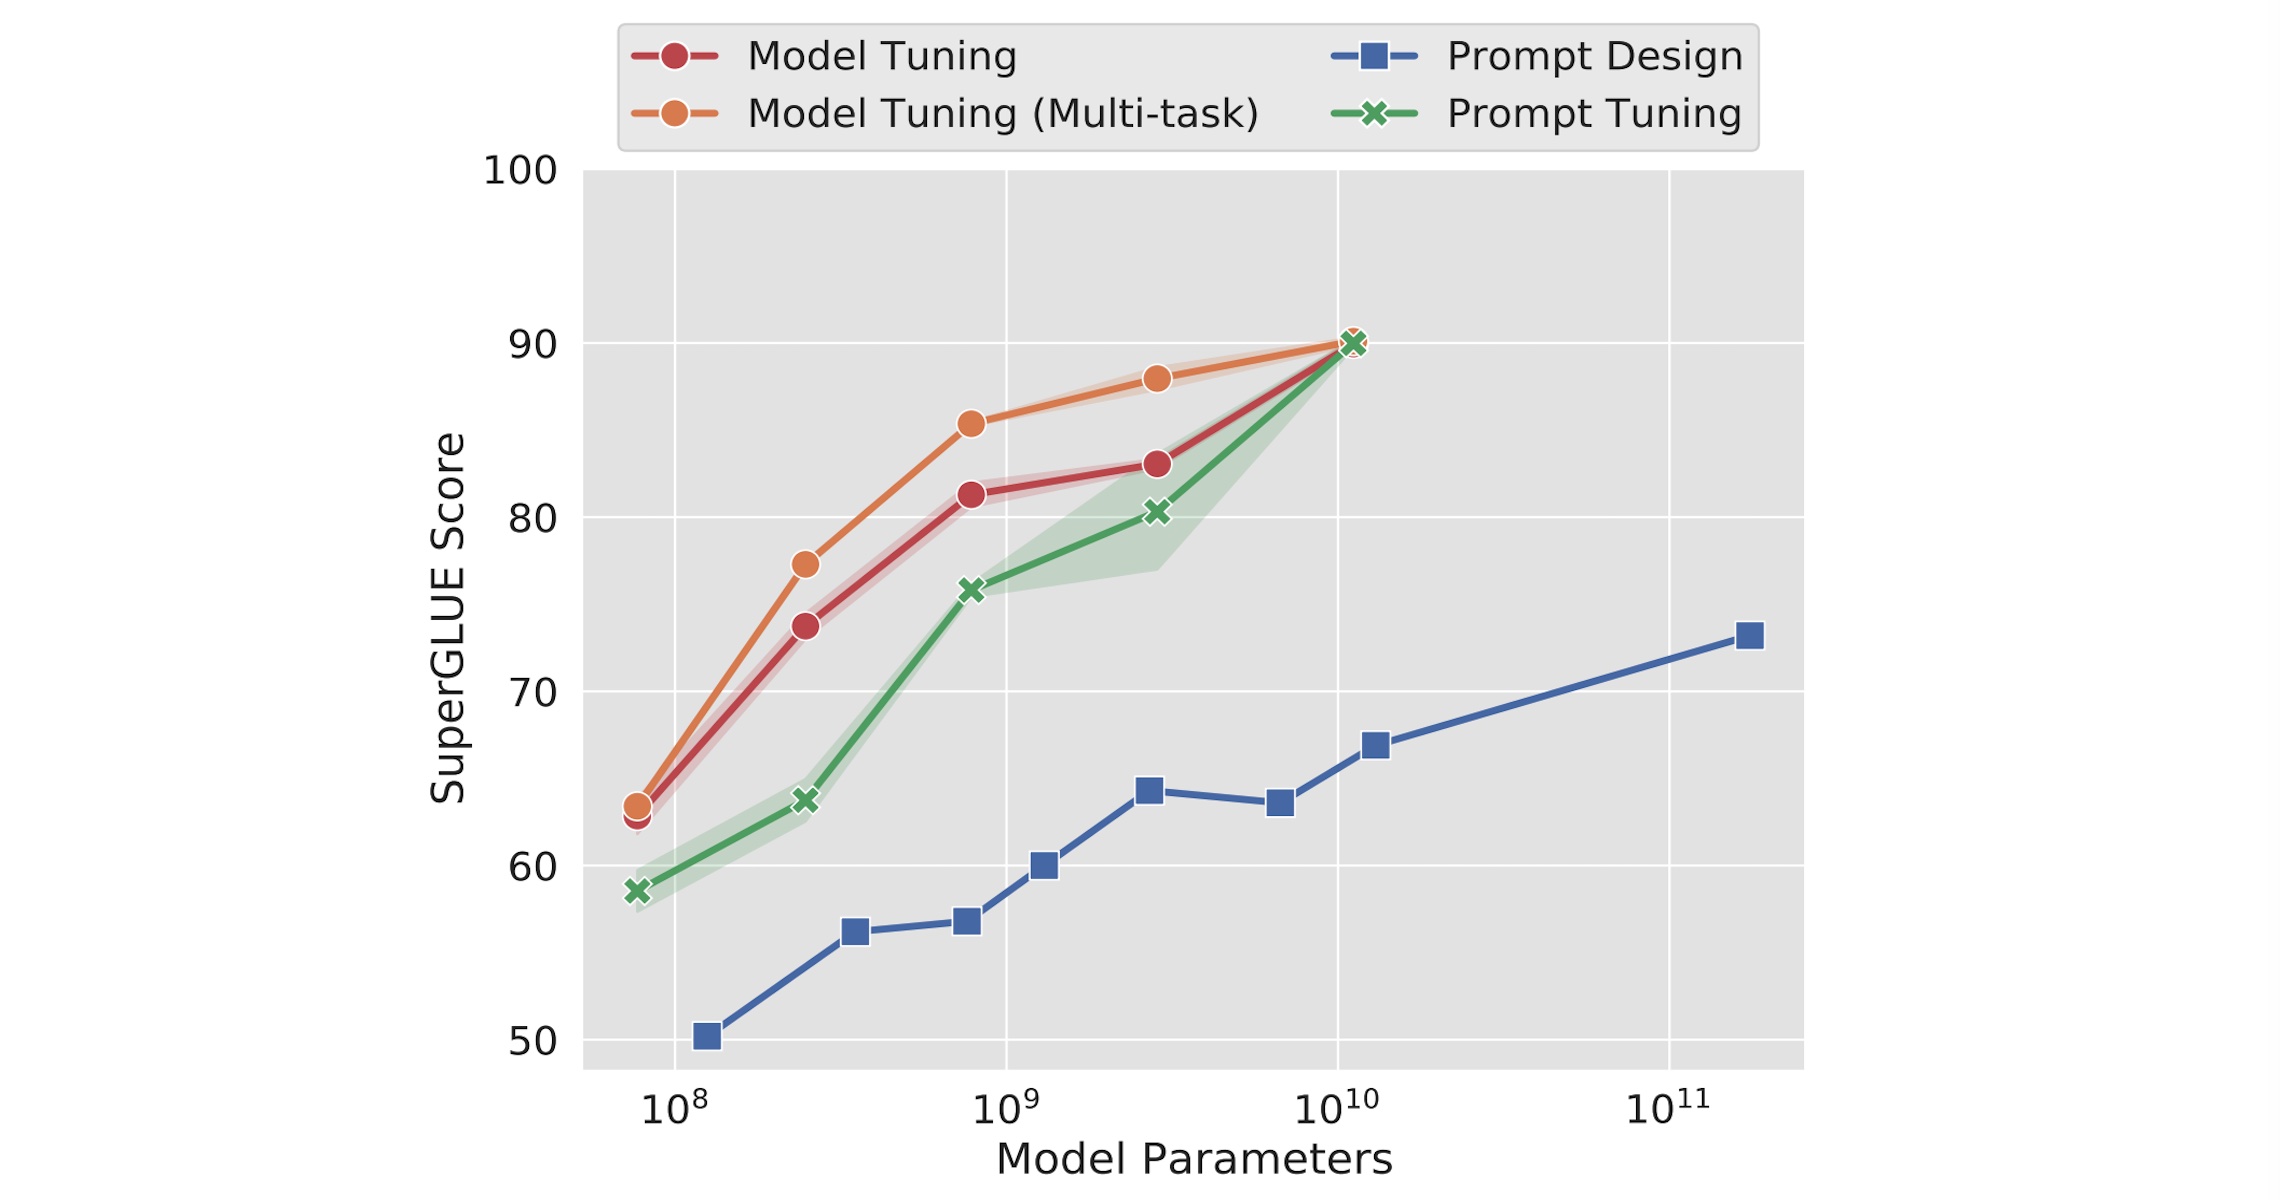 Model Tuning
Model Tuning (Multi-task)
Prompt Design
Prompt Tuning
100
90
80
70
60
50
SuperGLUE Score
10⁸
10⁹
10¹⁰
10¹¹
Model Parameters